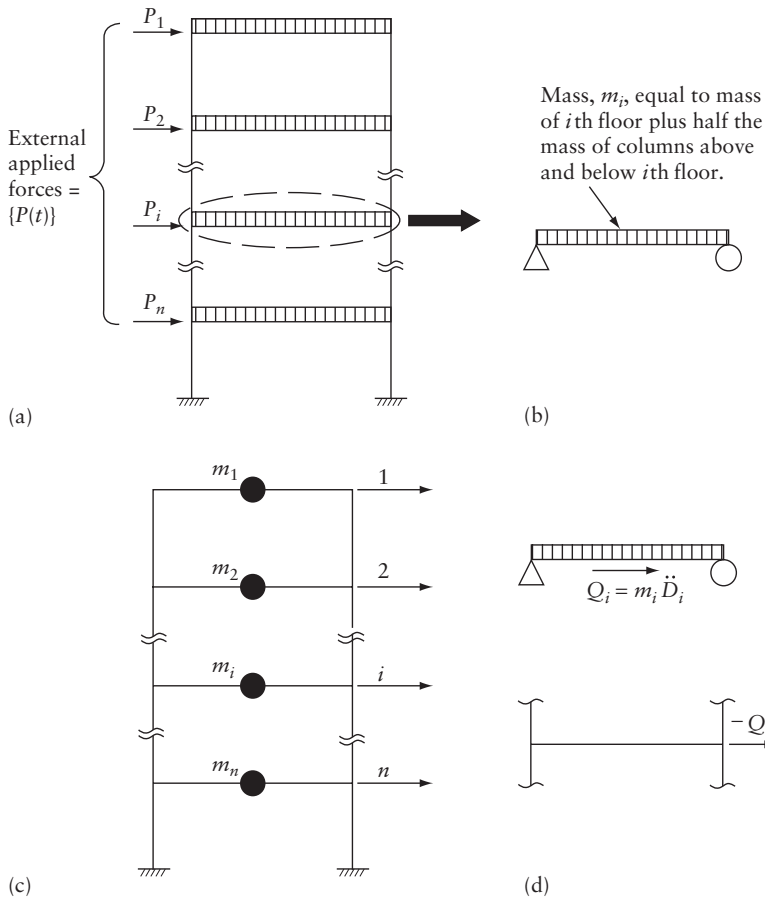 P₁
P₂
External
applied
forces =
{P(t)}
Pᵢ
Pₙ
(a)
Mass, mᵢ, equal to mass
of ith floor plus half the
mass of columns above
and below ith floor.
(b)
m₁
1
m₂
2
mᵢ
i
mₙ
n
(c)
Qᵢ = mᵢ D̈ᵢ
− Q
(d)